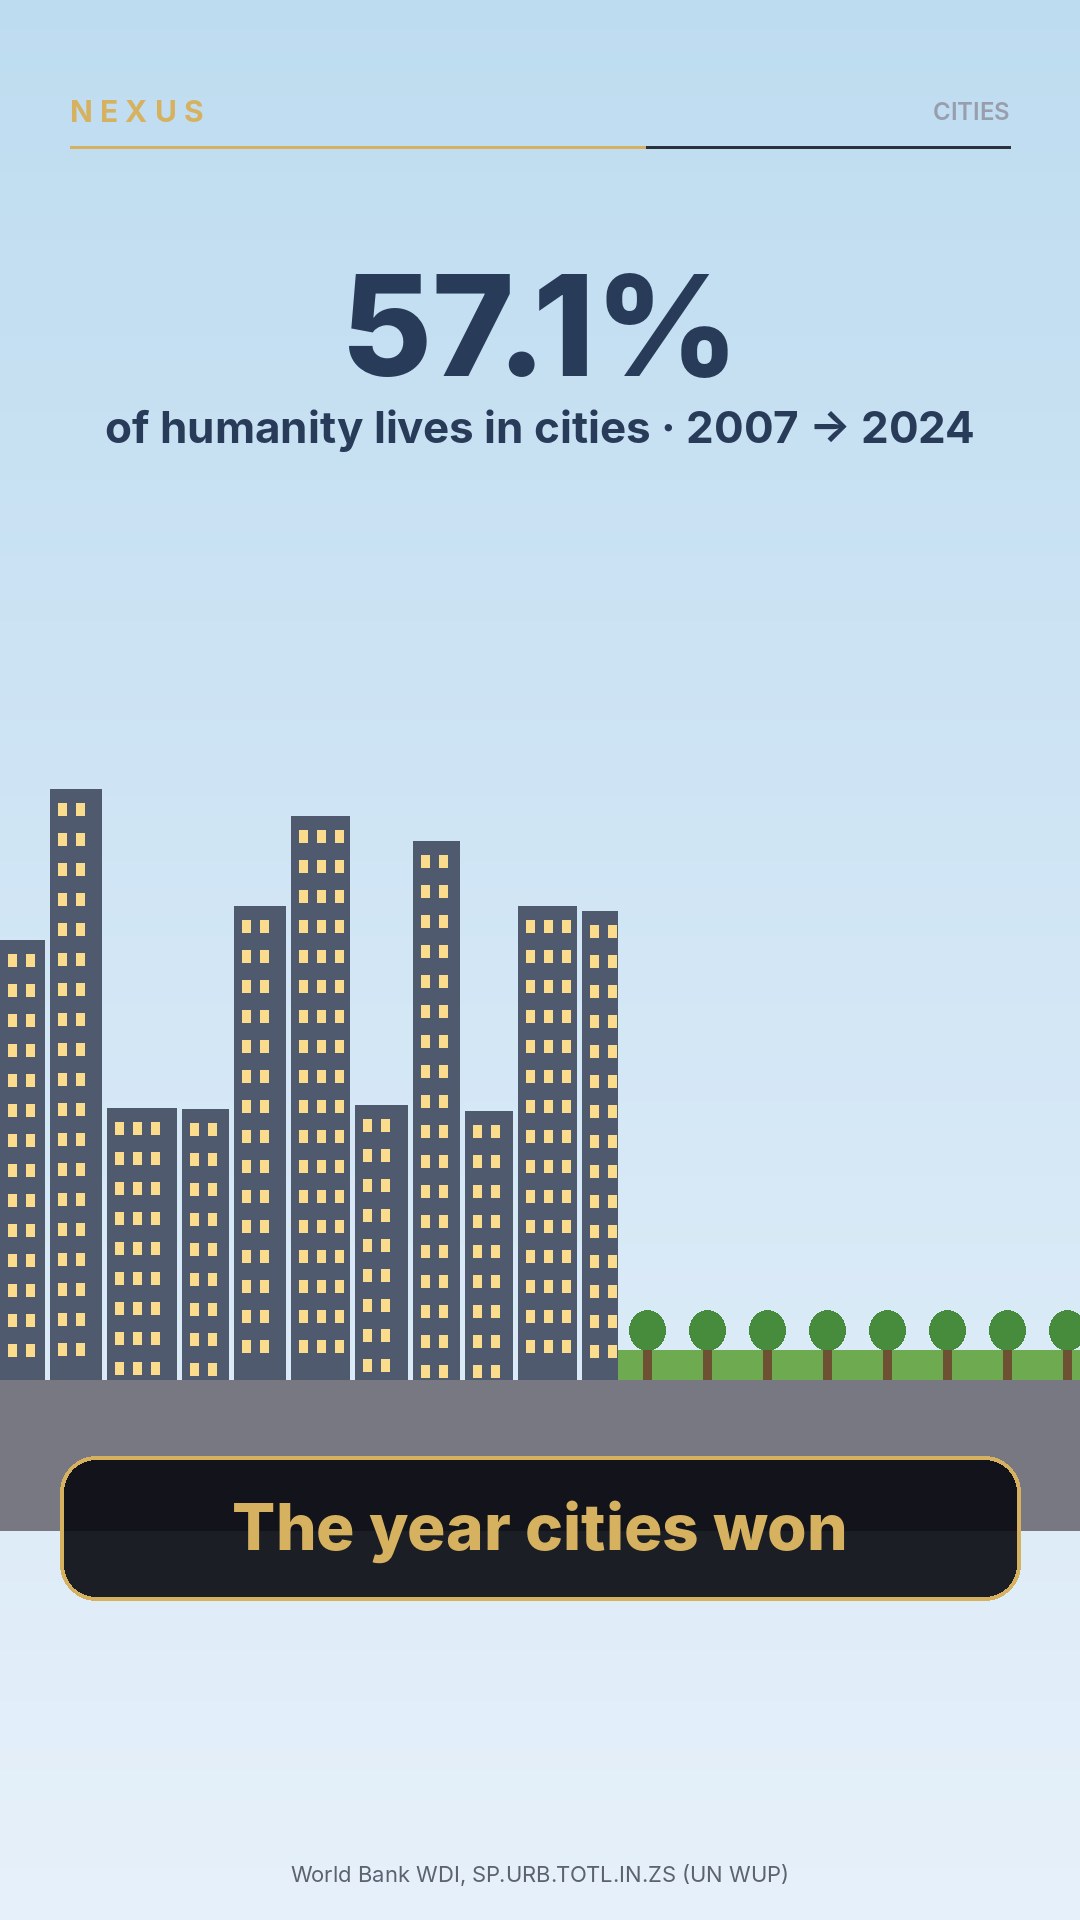 NEXUS
CITIES
57.1%
of humanity lives in cities · 2007 → 2024
The year cities won
World Bank WDI, SP.URB.TOTL.IN.ZS (UN WUP)